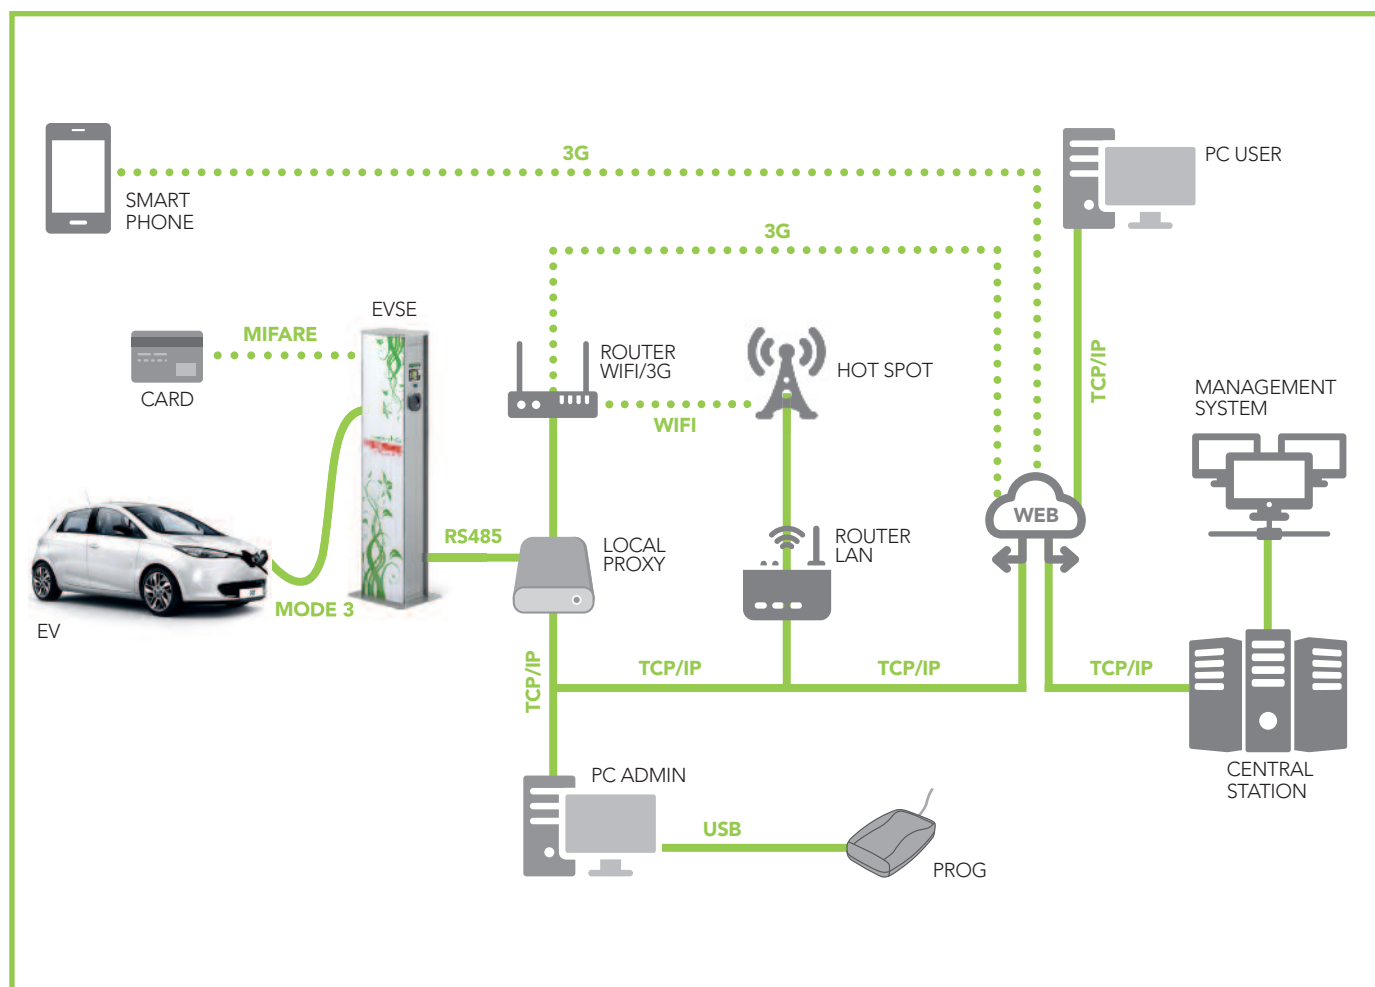 3G
SMART
PHONE
PC USER
3G
EVSE
MIFARE
CARD
ROUTER
WIFI/3G
HOT SPOT
WIFI
TCP/IP
MANAGEMENT
SYSTEM
WEB
RS485
LOCAL
PROXY
ROUTER
LAN
MODE 3
EV
TCP/IP
TCP/IP
TCP/IP
TCP/IP
CENTRAL
STATION
PC ADMIN
USB
PROG